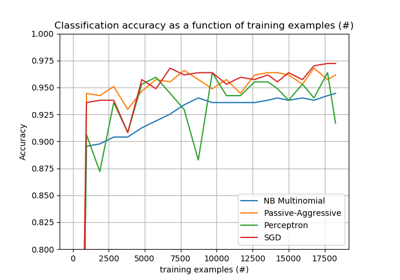 Classification accuracy as a function of training examples (#)
1.000
0.975
0.950
0.925
0.900
0.875
0.850
0.825
0.800
Accuracy
0 2500 5000 7500 10000 12500 15000 17500
training examples (#)
NB Multinomial
Passive-Aggressive
Perceptron
SGD